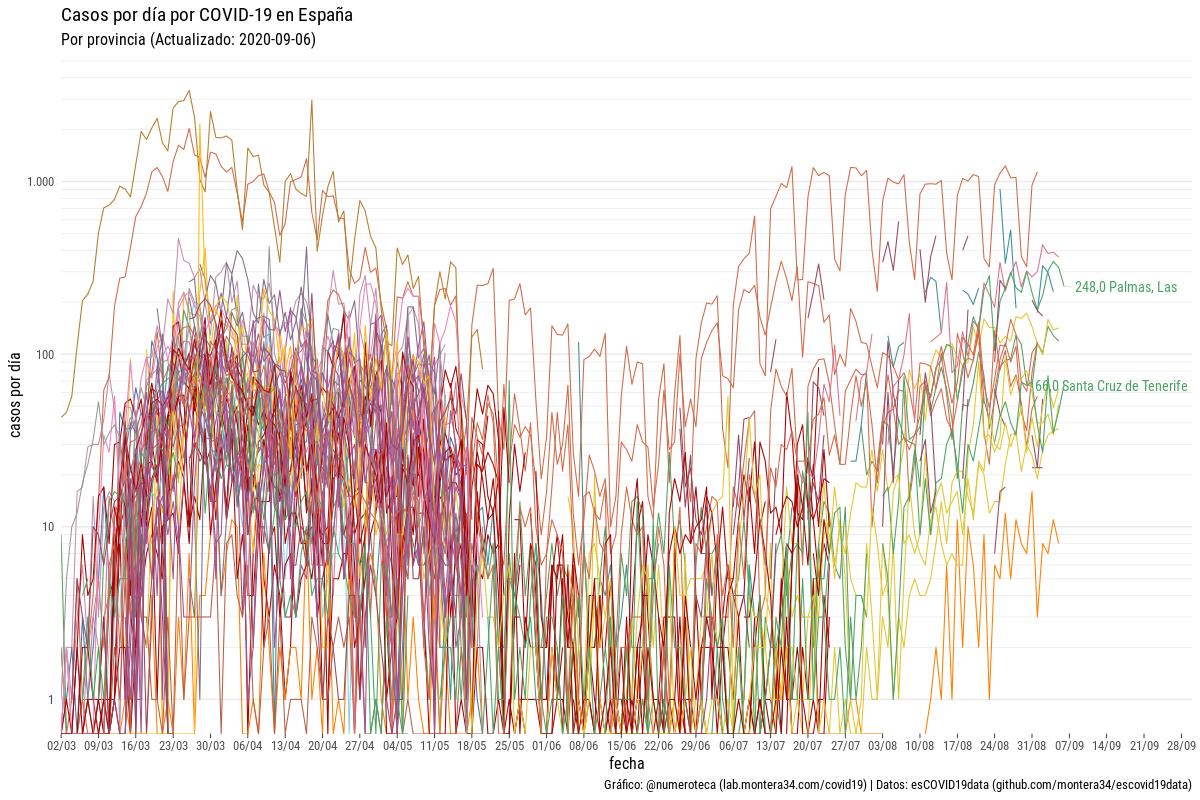 Casos por día por COVID-19 en España
Por provincia (Actualizado: 2020-09-06)
casos por día
1.000
100
10
1
248,0 Palmas, Las
66,0 Santa Cruz de Tenerife
02/03 09/03 16/03 23/03 30/03 06/04 13/04 20/04 27/04 04/05 11/05 18/05 25/05 01/06 08/06 15/06 22/06 29/06 06/07 13/07 20/07 27/07 03/08 10/08 17/08 24/08 31/08 07/09 14/09 21/09 28/09
fecha
Gráfico: @numeroteca (lab.montera34.com/covid19) | Datos: esCOVID19data (github.com/montera34/escovid19data)